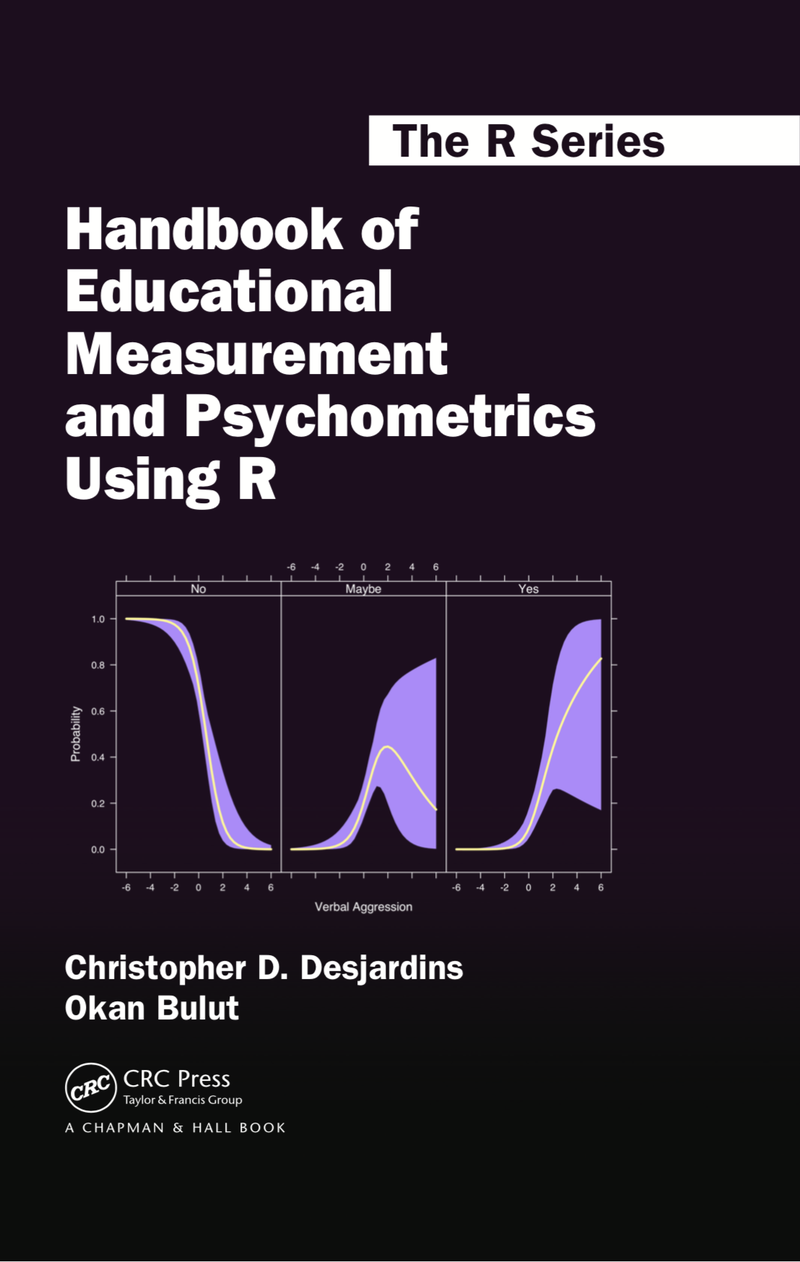 The R Series
Handbook of
Educational
Measurement
and Psychometrics
Using R
-6 -4 -2 0 2 4 6
No Maybe Yes
1.0
0.8
0.6
0.4
0.2
0.0
Probability
-6 -4 -2 0 2 4 6 -6 -4 -2 0 2 4 6
Verbal Aggression
Christopher D. Desjardins
Okan Bulut
CRC CRC Press
Taylor & Francis Group
A CHAPMAN & HALL BOOK